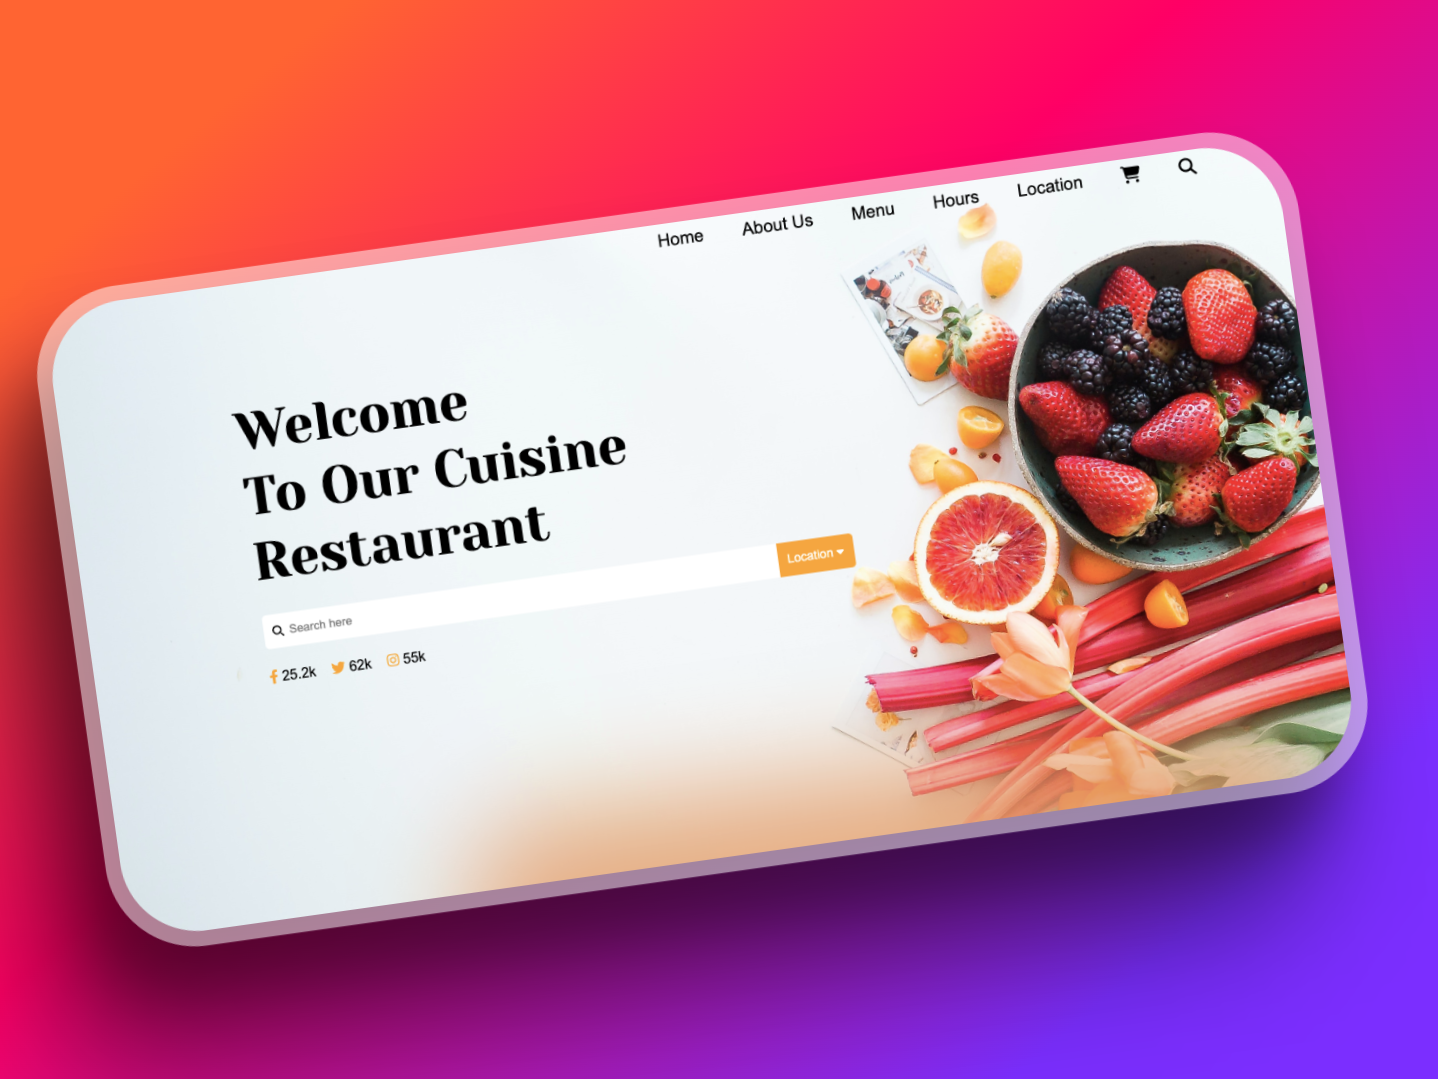 Home About Us Menu Hours Location
Welcome
To Our Cuisine
Restaurant
Search here Location
25.2k 62k 55k